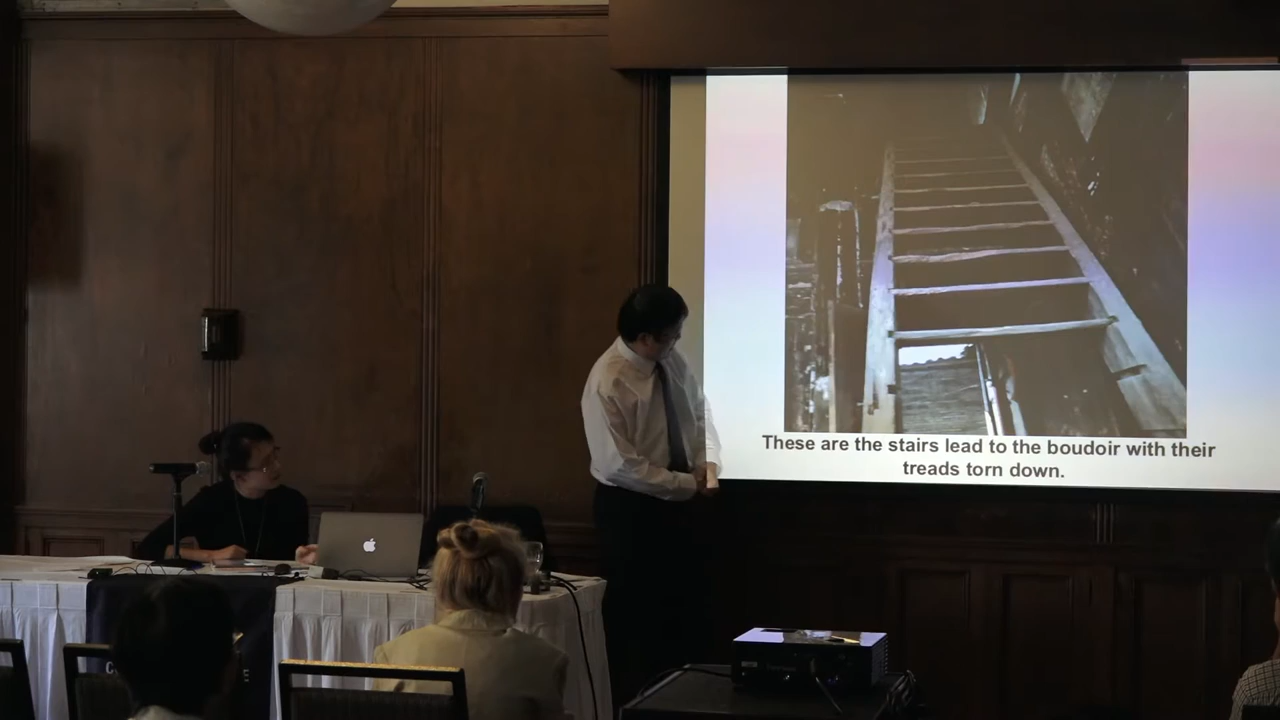 These are the stairs lead to the boudoir with their
treads torn down.